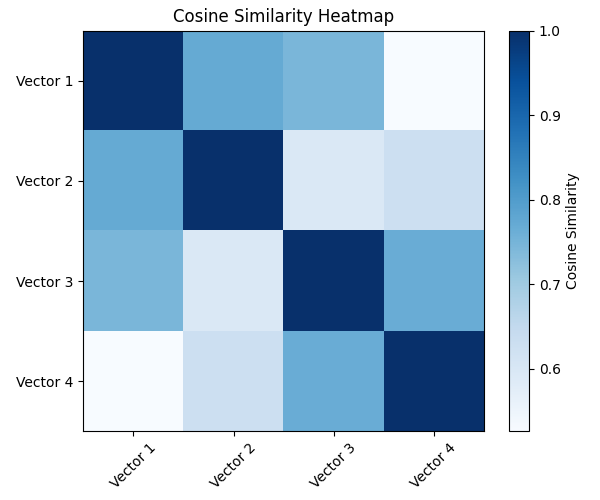 Cosine Similarity Heatmap
Vector 1
Vector 2
Vector 3
Vector 4
Vector 1
Vector 2
Vector 3
Vector 4
1.0
0.9
0.8
0.7
0.6
Cosine Similarity